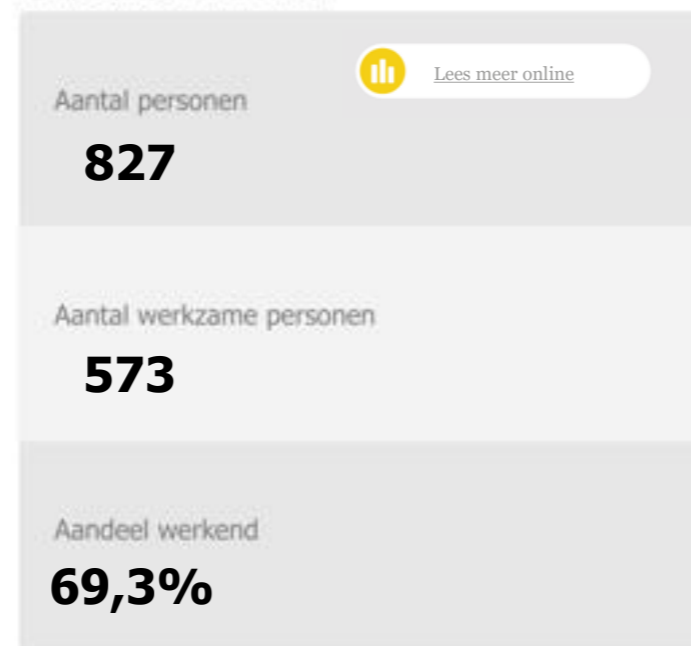 Lees meer online
Aantal personen
827
Aantal werkzame personen
573
Aandeel werkend
69,3%